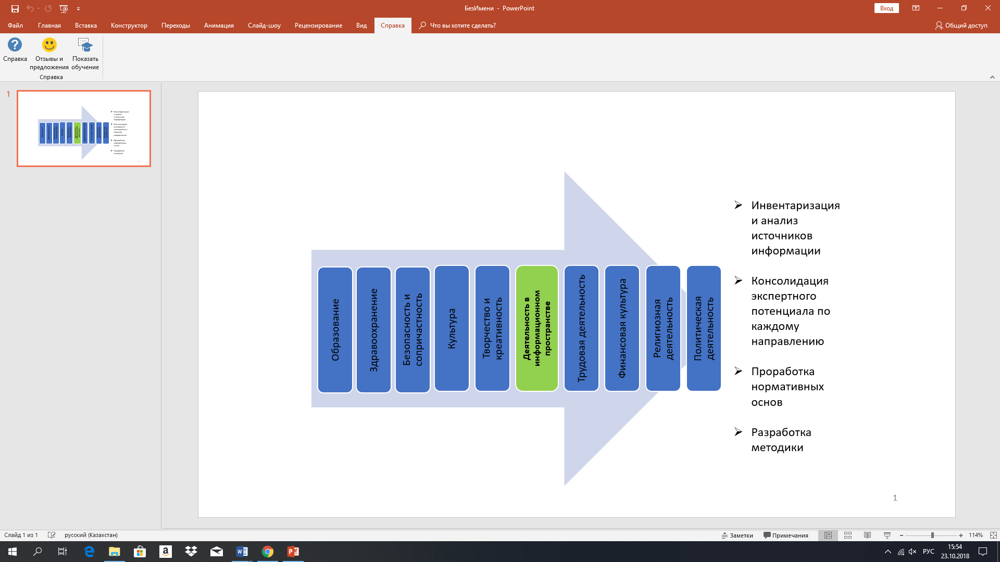 БезИмени - PowerPoint
Вход
Файл
Главная
Вставка
Конструктор
Переходы
Анимация
Слайд-шоу
Рецензирование
Вид
Справка
Что вы хотите сделать?
Общий доступ
Справка
Отзывы и
предложения
Показать
обучение
Справка
1
Образование
Здравоохранение
Безопасность и
сопричастность
Культура
Творчество и
креативность
Деятельность в
информационном
пространстве
Трудовая деятельность
Финансовая культура
Религиозная
деятельность
Политическая
деятельность
Инвентаризация
и анализ
источников
информации
Консолидация
экспертного
потенциала по
каждому
направлению
Проработка
нормативных
основ
Разработка
методики
1
Слайд 1 из 1
русский (Казахстан)
Заметки
Примечания
114%
РУС
15:54
23.10.2018